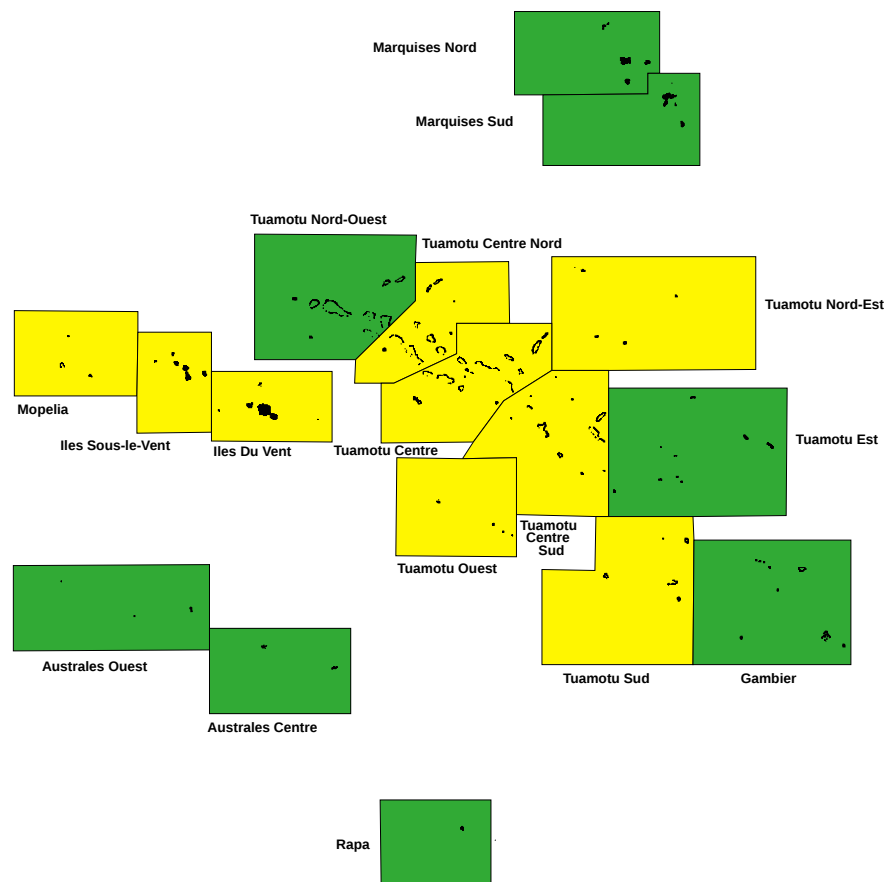 Marquises Nord
Marquises Sud
Tuamotu Nord-Ouest
Tuamotu Centre Nord
Tuamotu Nord-Est
Mopelia
Iles Sous-le-Vent
Iles Du Vent
Tuamotu Centre
Tuamotu Est
Tuamotu
Centre
Sud
Tuamotu Ouest
Australes Ouest
Tuamotu Sud
Gambier
Australes Centre
Rapa